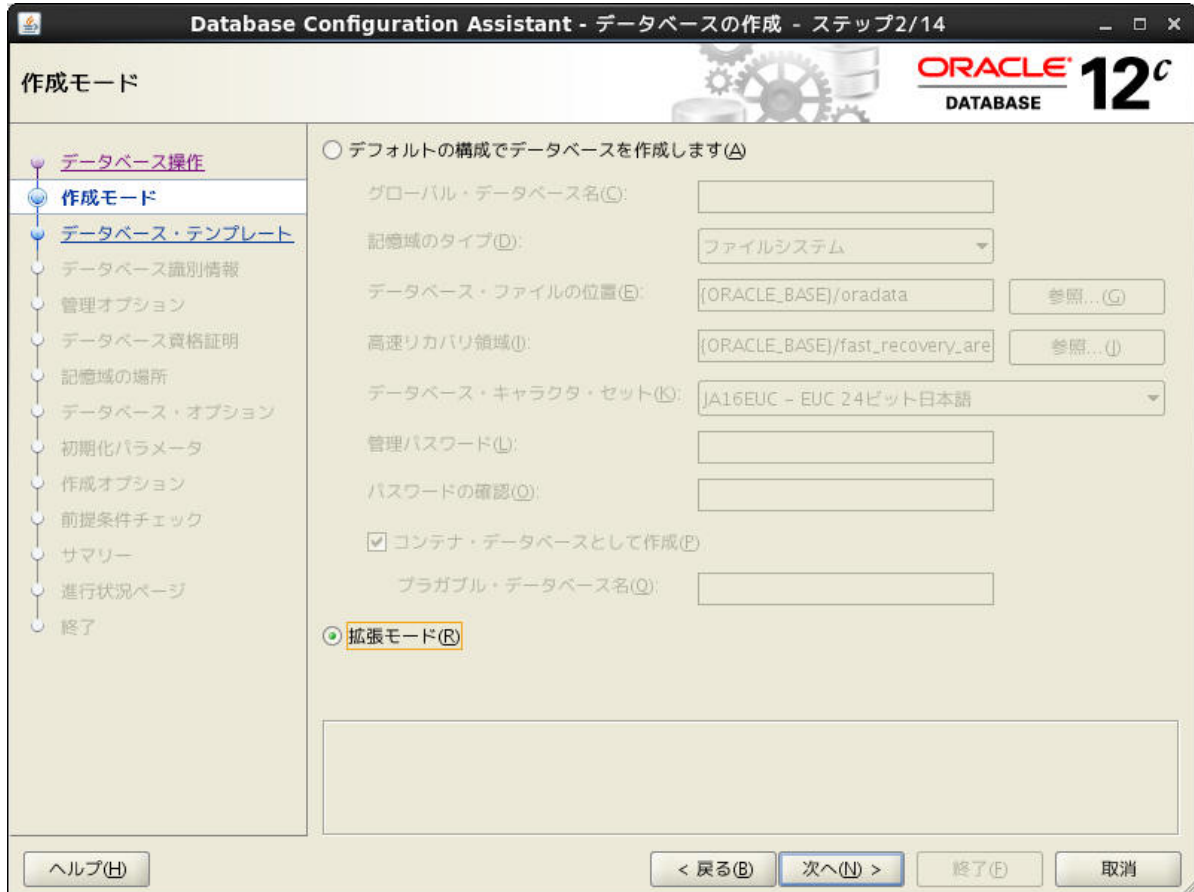 Database Configuration Assistant - データベースの作成 - ステップ2/14
作成モード
ORACLE
DATABASE
12c
データベース操作
作成モード
データベース・テンプレート
データベース識別情報
管理オプション
データベース資格証明
記憶域の場所
データベース・オプション
初期化パラメータ
作成オプション
前提条件チェック
サマリー
進行状況ページ
終了
デフォルトの構成でデータベースを作成します(A)
グローバル・データベース名(C):
記憶域のタイプ(D): ファイルシステム
データベース・ファイルの位置(E): {ORACLE_BASE}/oradata 参照...(G)
高速リカバリ領域(I): {ORACLE_BASE}/fast_recovery_are 参照...(J)
データベース・キャラクタ・セット(K): JA16EUC – EUC 24ビット日本語
管理パスワード(L):
パスワードの確認(O):
コンテナ・データベースとして作成(P)
プラガブル・データベース名(Q):
拡張モード(R)
ヘルプ(H) < 戻る(B) 次へ(N) > 終了(F) 取消